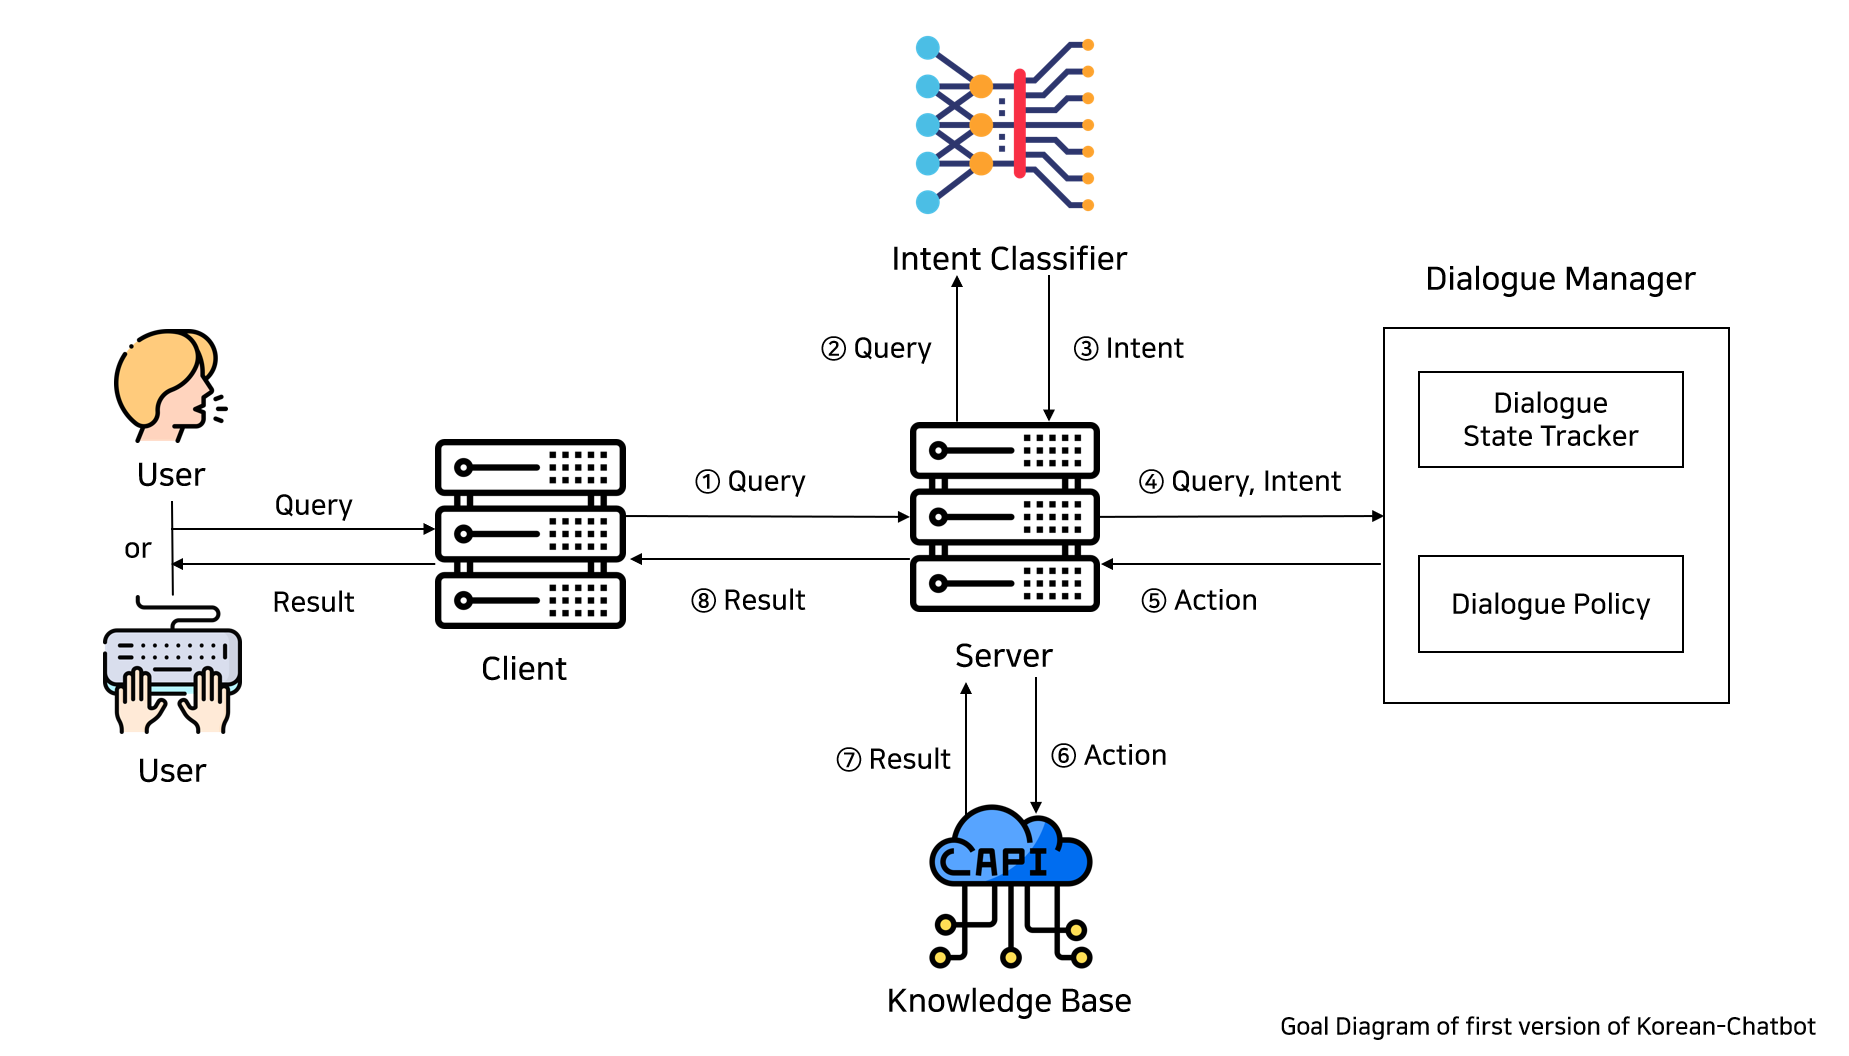 Intent Classifier
Dialogue Manager
② Query
③ Intent
Dialogue
State Tracker
User
Query
① Query
④ Query, Intent
or
Result
⑧ Result
⑤ Action
Dialogue Policy
Client
Server
User
⑦ Result
⑥ Action
API
Knowledge Base
Goal Diagram of first version of Korean-Chatbot